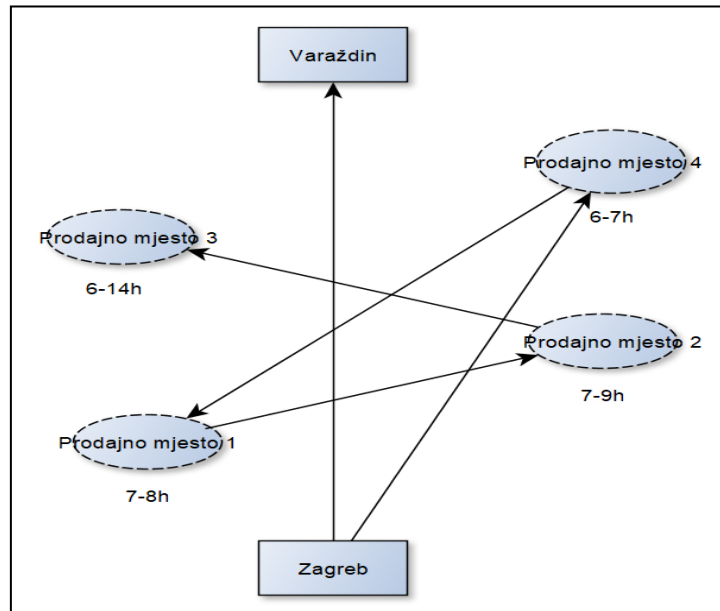 Varaždin
Prodajno mjesto 4
6-7h
Prodajno mjesto 3
6-14h
Prodajno mjesto 2
7-9h
Prodajno mjesto 1
7-8h
Zagreb